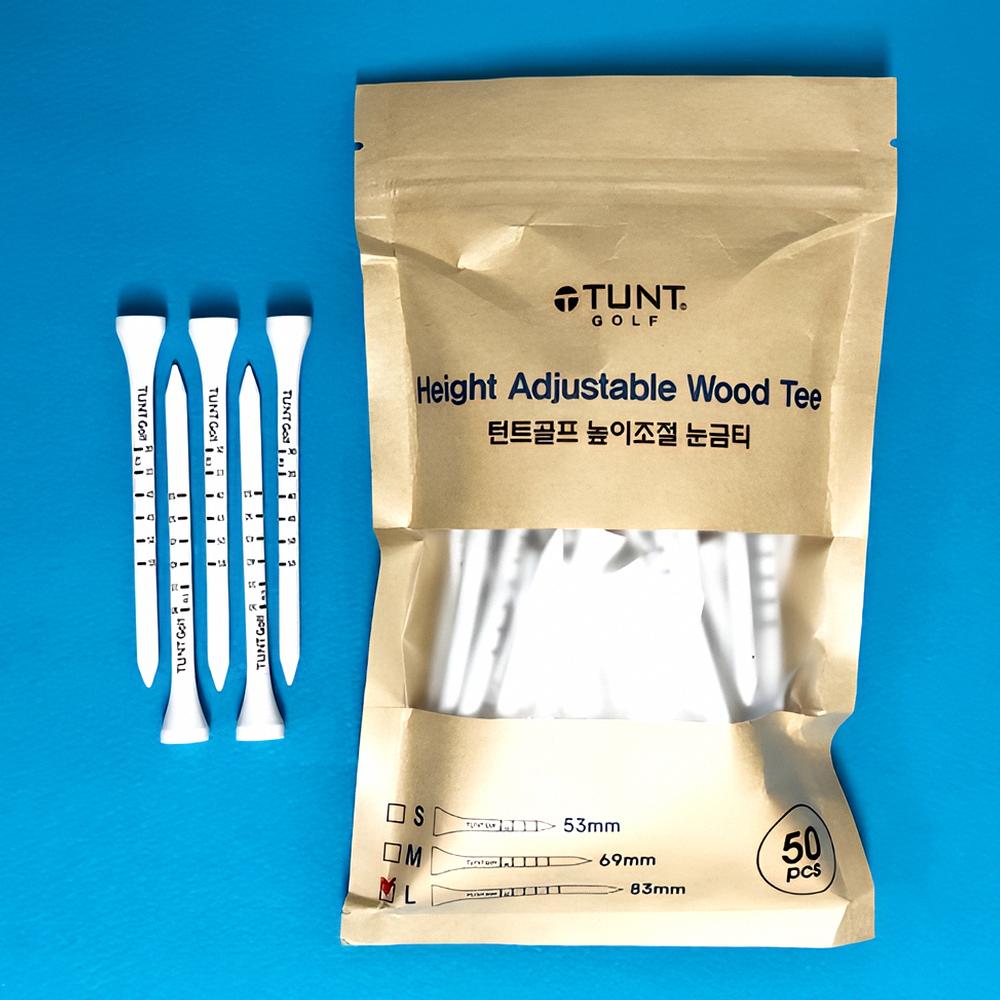 TUNT
GOLF
Height Adjustable Wood Tee
턴트골프 높이조절 눈금티
TUNT Golf
TUNT Golf
TUNT Golf
TUNT Golf
TUNT Golf
S 53mm
M 69mm
L 83mm
50
pcs